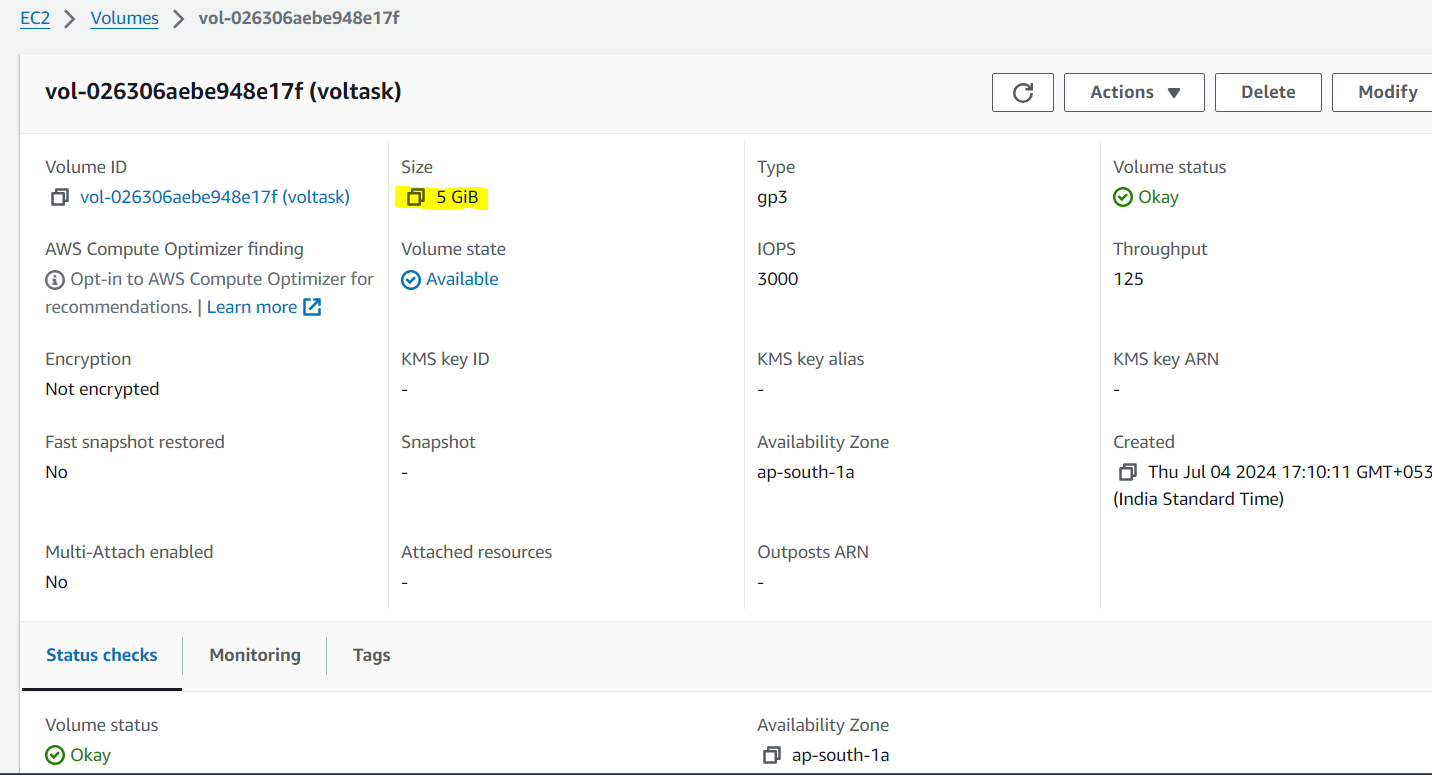 EC2 > Volumes > vol-026306aebe948e17f
vol-026306aebe948e17f (voltask)
Actions
Delete
Modify
Volume ID
vol-026306aebe948e17f (voltask)
Size
5 GiB
Type
gp3
Volume status
Okay
AWS Compute Optimizer finding
Opt-in to AWS Compute Optimizer for
recommendations. | Learn more
Volume state
Available
IOPS
3000
Throughput
125
Encryption
Not encrypted
KMS key ID
-
KMS key alias
-
KMS key ARN
-
Fast snapshot restored
No
Snapshot
-
Availability Zone
ap-south-1a
Created
Thu Jul 04 2024 17:10:11 GMT+053
(India Standard Time)
Multi-Attach enabled
No
Attached resources
-
Outposts ARN
-
Status checks
Monitoring
Tags
Volume status
Okay
Availability Zone
ap-south-1a